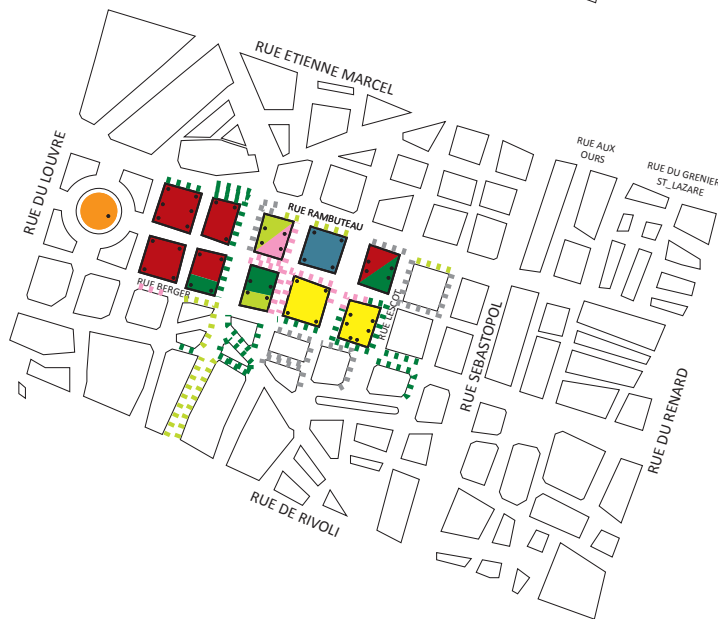 RUE ETIENNE MARCEL
RUE AUX
OURS
RUE DU GRENIER
ST_LAZARE
RUE DU LOUVRE
RUE RAMBUTEAU
RUE BERGER
RUE LESCOT
RUE SEBASTOPOL
RUE DU RENARD
RUE DE RIVOLI